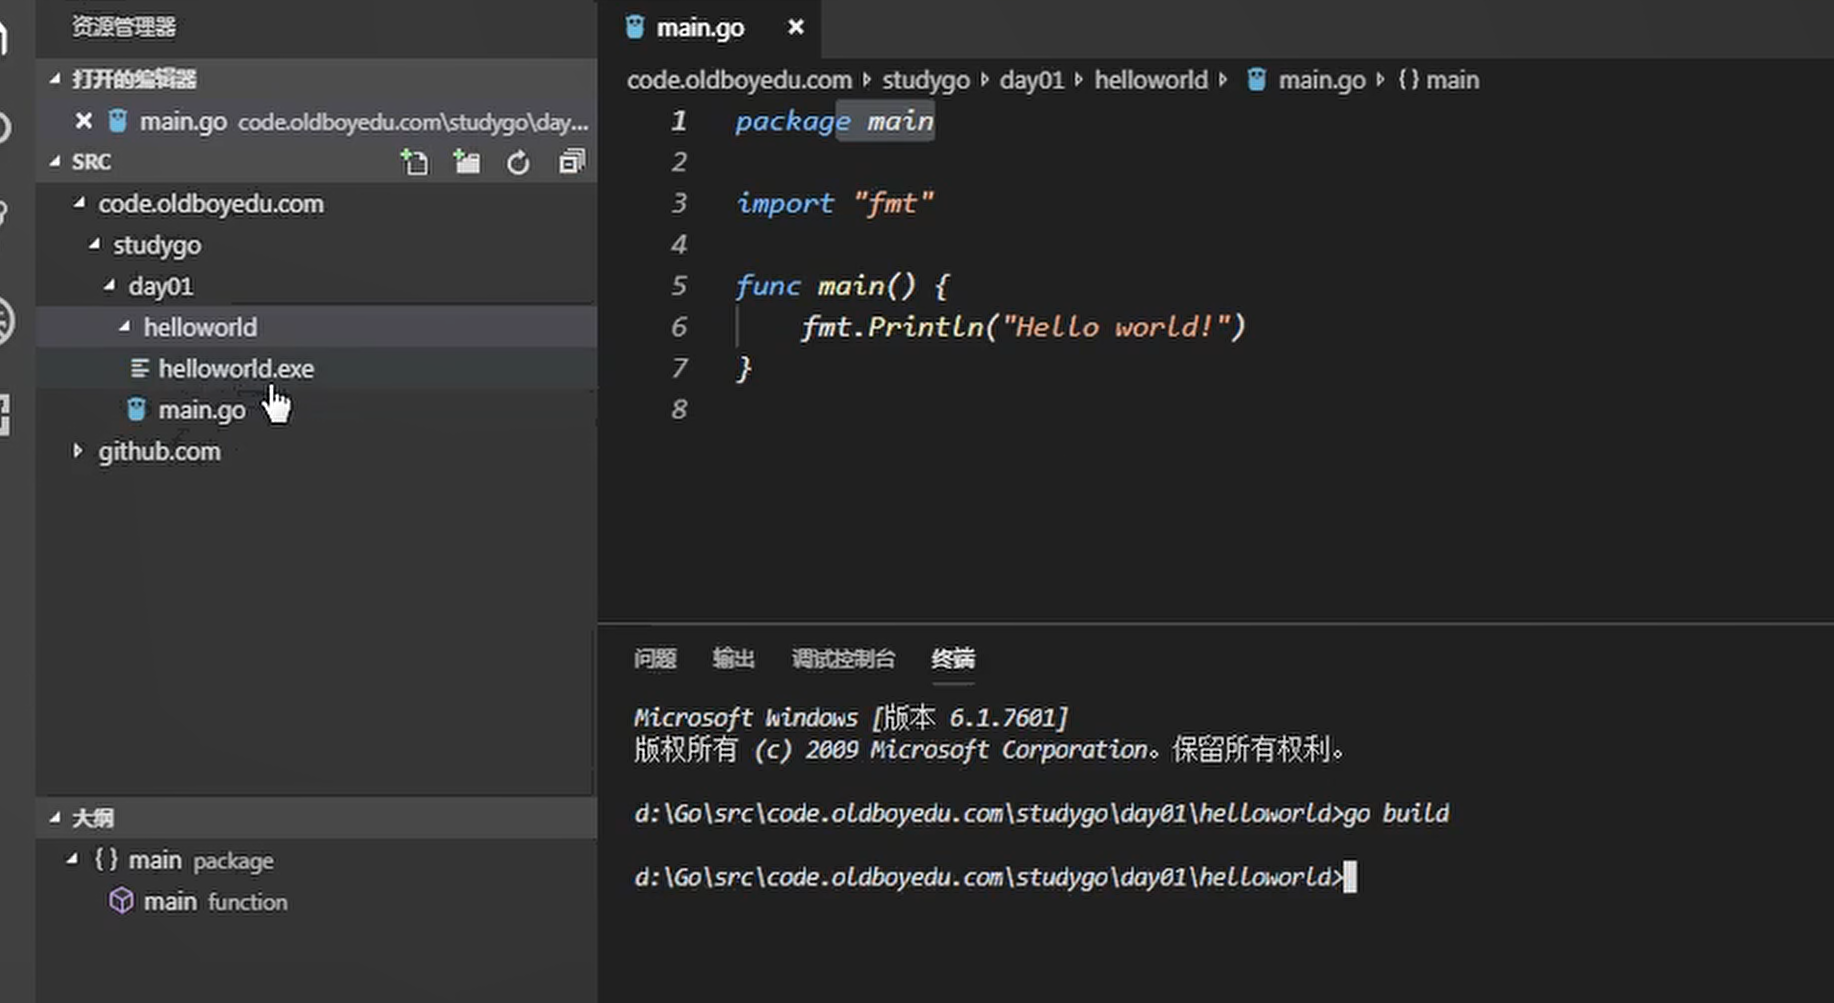 资源管理器
打开的编辑器
main.go code.oldboyedu.com\studygo\day...
SRC
code.oldboyedu.com
studygo
day01
helloworld
helloworld.exe
main.go
github.com
大纲
{} main package
main function
main.go
code.oldboyedu.com studygo day01 helloworld main.go {} main
1 package main
2
3 import "fmt"
4
5 func main() {
6 fmt.Println("Hello world!")
7 }
8
问题 输出 调试控制台 终端
Microsoft Windows [版本 6.1.7601]
版权所有 (c) 2009 Microsoft Corporation。保留所有权利。
d:\Go\src\code.oldboyedu.com\studygo\day01\helloworld>go build
d:\Go\src\code.oldboyedu.com\studygo\day01\helloworld>